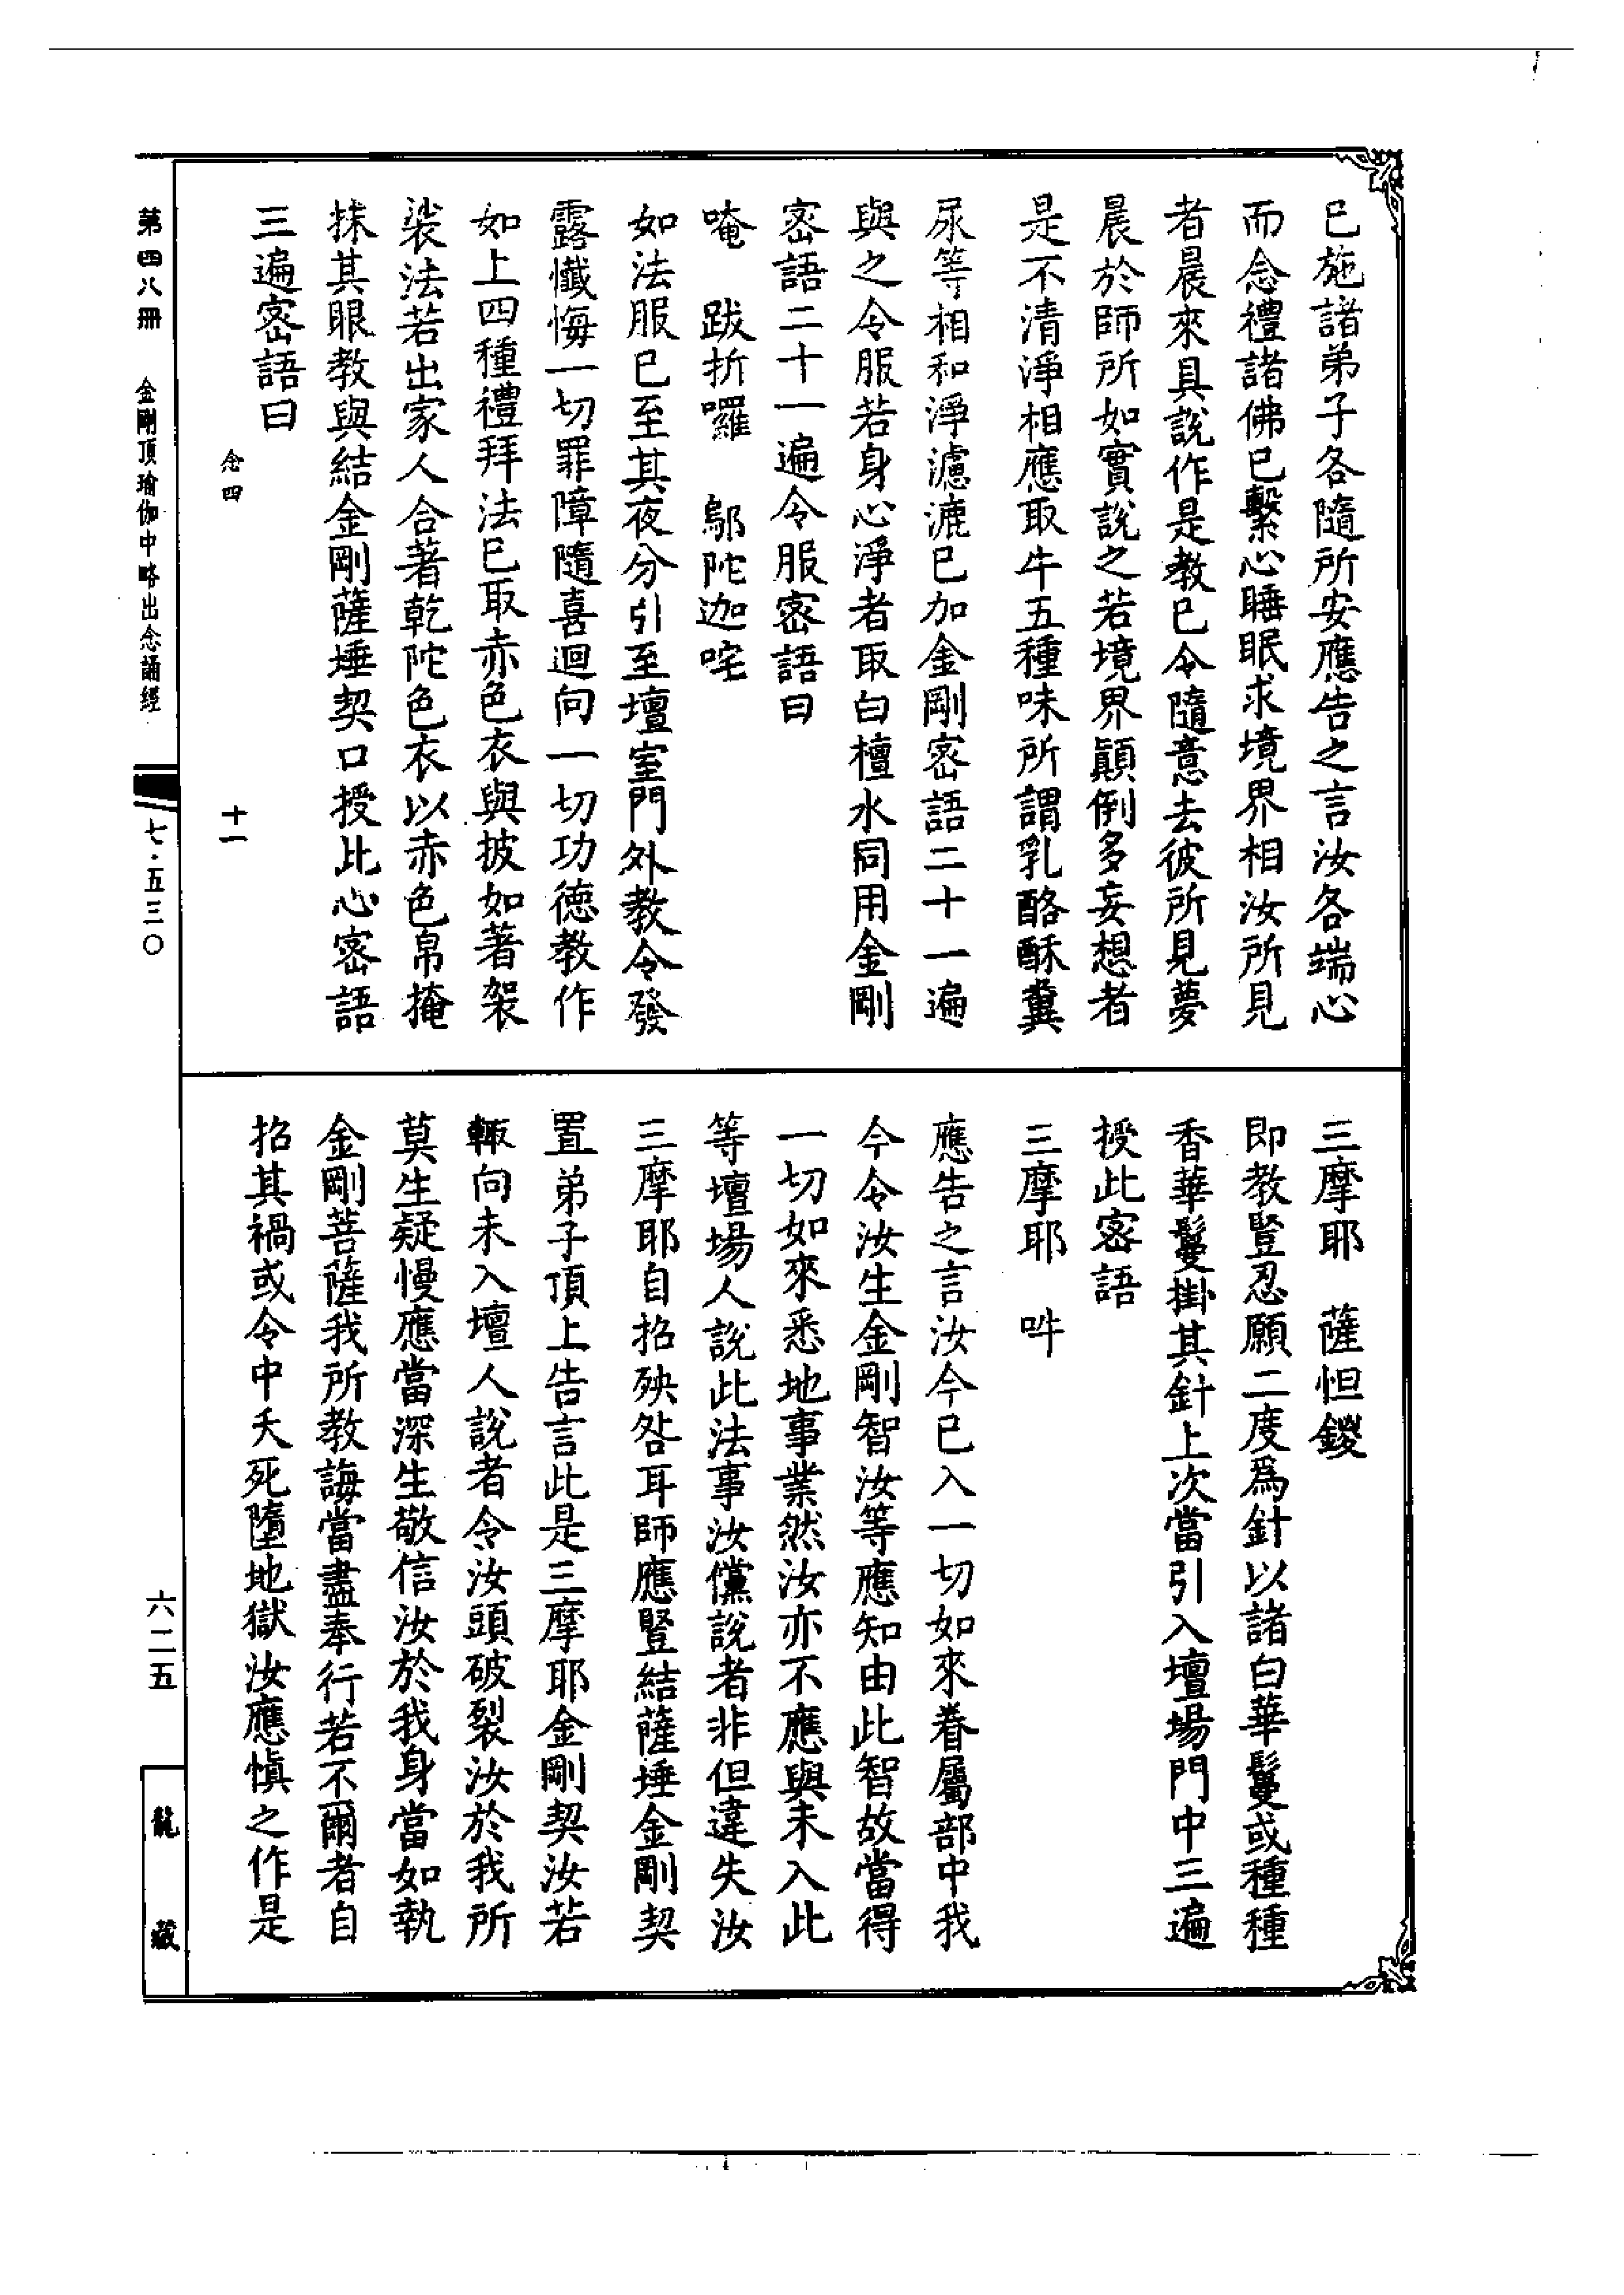 已施諸弟子各隨所安應告之言汝各端心
而念禮諸佛已繫心睡眠求境界相汝所見
者晨來具說作是教已令隨意去彼所見夢
晨於師所如實說之若境界顛倒多妄想者
是不清淨相應取牛五種味所謂乳酪酥糞
尿等相和淨濾漉已加金剛密語二十一遍
與之令服若身心淨者取白檀水同用金剛
密語二十一遍令服密語曰
唵　跋折囉　鄔陀迦咤
如法服已至其夜分引至壇室門外教令發
露懺悔一切罪障隨喜迴向一切功德教作
如上四種禮拜法已取赤色衣與披如著袈
裟法若出家人合著乾陀色衣以赤色帛掩
抹其眼教與結金剛薩埵契口授比心密語
三遍密語曰
念四　十一
三摩耶　薩怛鑁
即教豎忍願二度為針以諸白華鬘或種種
香華鬘掛其針上次當引入壇場門中三遍
授此密語
三摩耶　吽
應告之言汝今已入一切如來眷屬部中我
今令汝生金剛智汝等應知由此智故當得
一切如來悉地事業然汝亦不應與未入此
等壇場人說此法事汝儻說者非但違失汝
三摩耶自招殃咎耳師應豎結薩埵金剛契
置弟子頂上告言此是三摩耶金剛契汝若
輒向未入壇人說者令汝頭破裂汝於我所
莫生疑慢應當深生敬信汝於我身當如執
金剛菩薩我所教誨當盡奉行若不爾者自
招其禍或令中夭死墮地獄汝應慎之作是
第四八冊　金剛頂瑜伽中略出念誦經　七·五三〇
六二五
龍藏